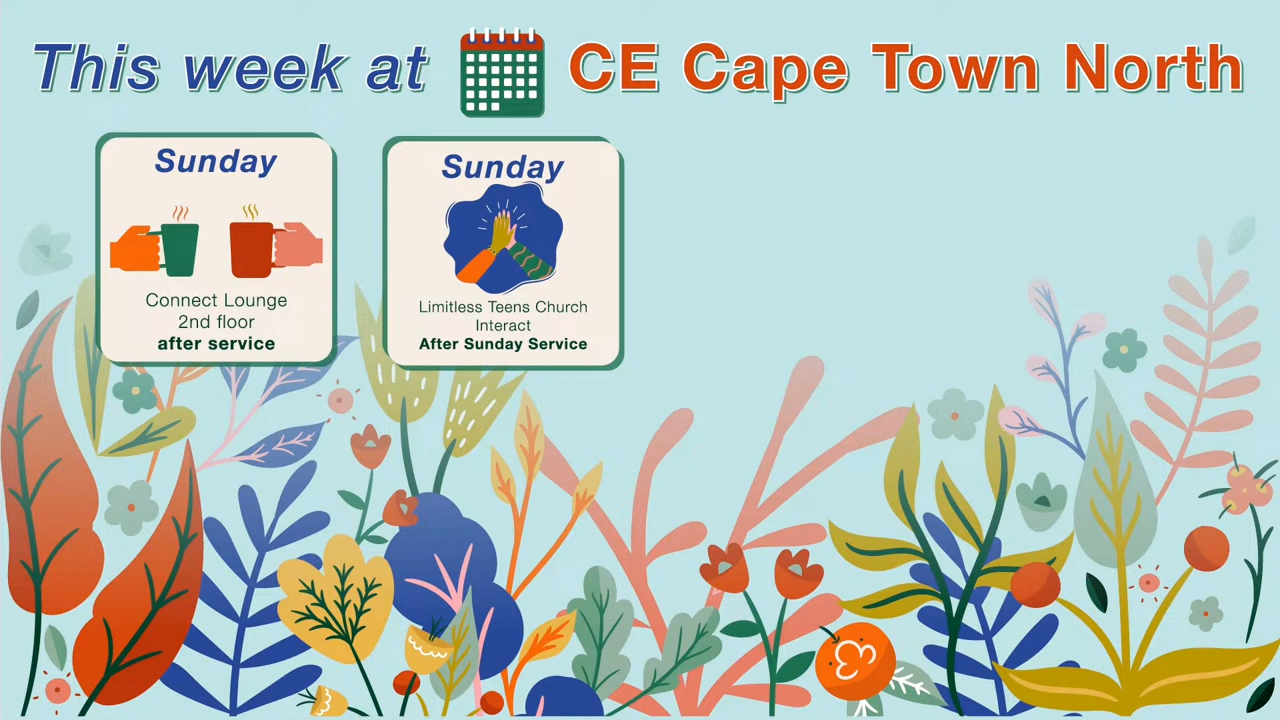 This week at CE Cape Town North
Sunday
Connect Lounge
2nd floor
after service
Sunday
Limitless Teens Church
Interact
After Sunday Service